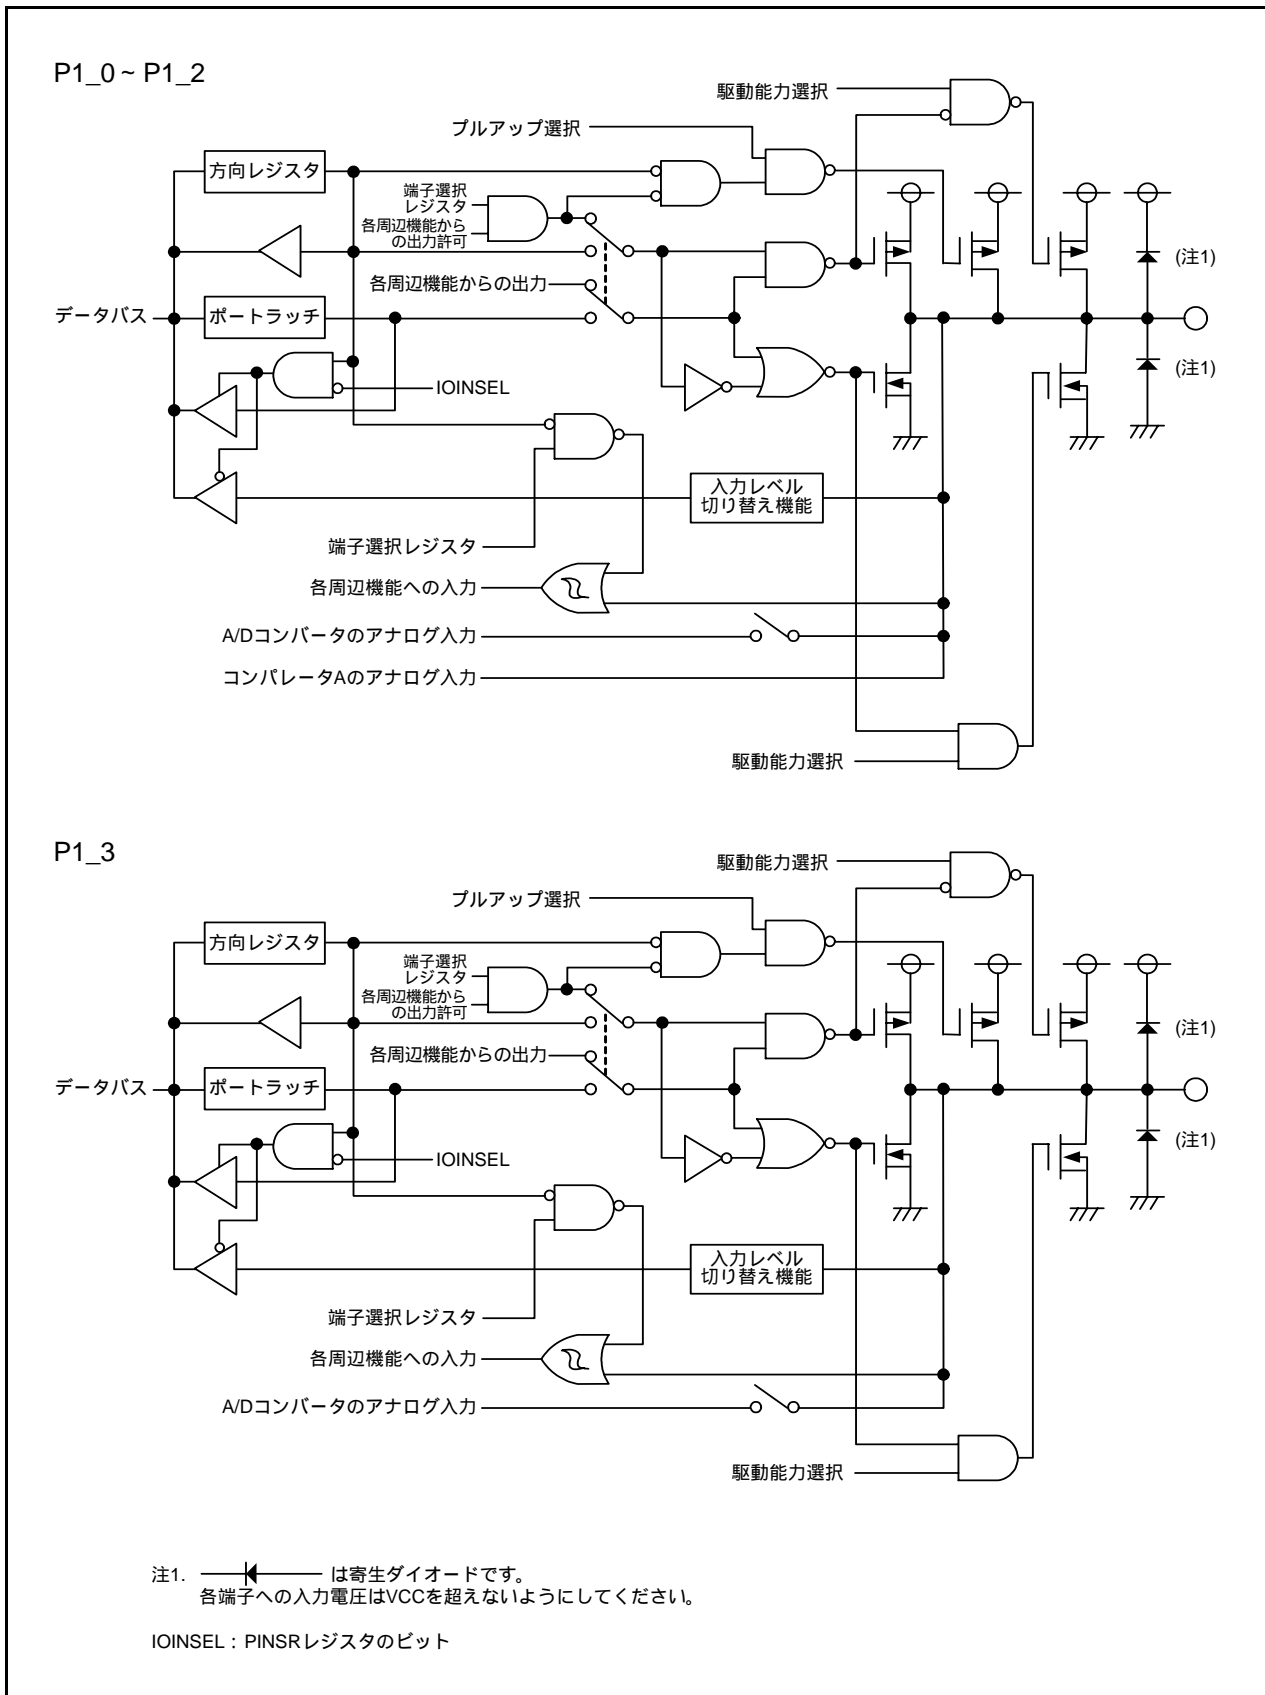 P1_0 ~ P1_2
駆動能力選択
プルアップ選択
方向レジスタ
端子選択
レジスタ
各周辺機能から
の出力許可
(注1)
各周辺機能からの出力
データバス
ポートラッチ
(注1)
IOINSEL
入力レベル
切り替え機能
端子選択レジスタ
各周辺機能への入力
A/Dコンバータのアナログ入力
コンパレータAのアナログ入力
駆動能力選択
P1_3
駆動能力選択
プルアップ選択
方向レジスタ
端子選択
レジスタ
各周辺機能から
の出力許可
(注1)
各周辺機能からの出力
データバス
ポートラッチ
(注1)
IOINSEL
入力レベル
切り替え機能
端子選択レジスタ
各周辺機能への入力
A/Dコンバータのアナログ入力
駆動能力選択
注1. は寄生ダイオードです。
各端子への入力電圧はVCCを超えないようにしてください。
IOINSEL : PINSRレジスタのビット